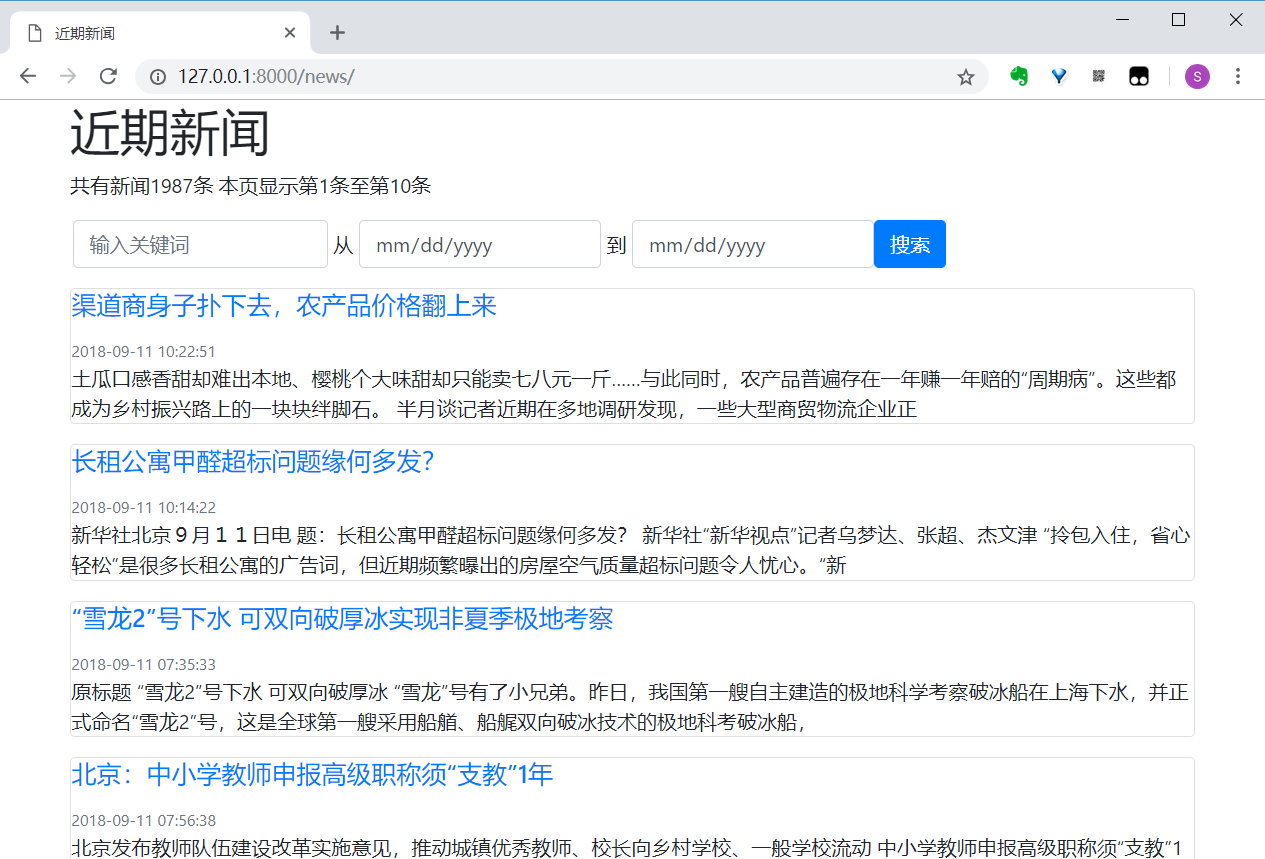 近期新闻
127.0.0.1:8000/news/
S
近期新闻
共有新闻1987条 本页显示第1条至第10条
输入关键词 从 mm/dd/yyyy 到 mm/dd/yyyy 搜索
渠道商身子扑下去，农产品价格翻上来
2018-09-11 10:22:51
土瓜口感香甜却难出本地、樱桃个大味甜却只能卖七八元一斤……与此同时，农产品普遍存在一年赚一年赔的“周期病”。这些都
成为乡村振兴路上的一块块绊脚石。 半月谈记者近期在多地调研发现，一些大型商贸物流企业正
长租公寓甲醛超标问题缘何多发？
2018-09-11 10:14:22
新华社北京９月１１日电 题：长租公寓甲醛超标问题缘何多发？ 新华社“新华视点”记者乌梦达、张超、杰文津 “拎包入住，省心
轻松”是很多长租公寓的广告词，但近期频繁曝出的房屋空气质量超标问题令人忧心。“新
“雪龙2”号下水 可双向破厚冰实现非夏季极地考察
2018-09-11 07:35:33
原标题 “雪龙2”号下水 可双向破厚冰 “雪龙”号有了小兄弟。昨日，我国第一艘自主建造的极地科学考察破冰船在上海下水，并正
式命名“雪龙2”号，这是全球第一艘采用船艏、船艉双向破冰技术的极地科考破冰船，
北京：中小学教师申报高级职称须“支教”1年
2018-09-11 07:56:38
北京发布教师队伍建设改革实施意见，推动城镇优秀教师、校长向乡村学校、一般学校流动 中小学教师申报高级职称须“支教”1